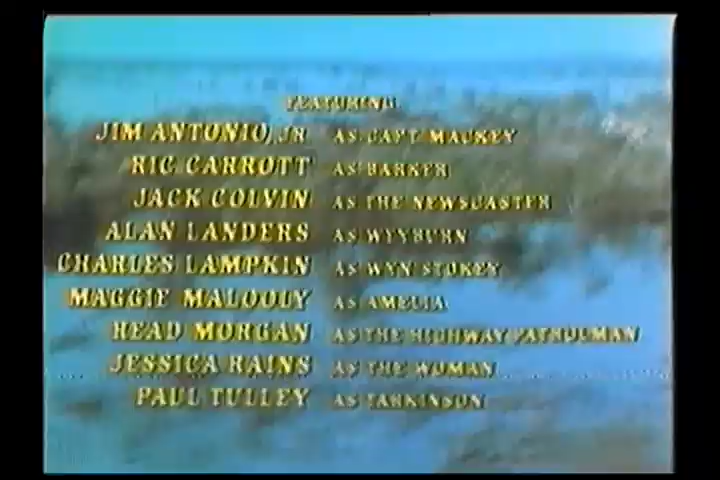 FEATURING
JIM ANTONIO, JR AS CAPT MACKEY
RIC CARROTT AS BARKER
JACK COLVIN AS THE NEWSCASTER
ALAN LANDERS AS WYNBURN
CHARLES LAMPKIN AS WYN STOKEY
MAGGIE MALOOLY AS AMELIA
READ MORGAN AS THE HIGHWAY PATROLMAN
JESSICA RAINS AS THE WOMAN
PAUL TULLEY AS TARKINSON